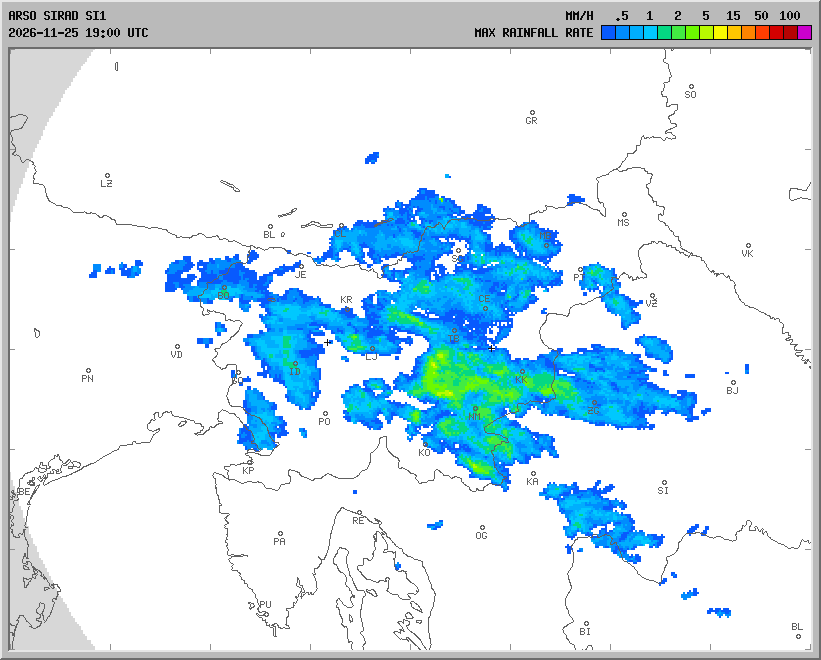 ARSO SIRAD SI1
MM/H .5 1 2 5 15 50 100
2026-11-25 19:00 UTC
MAX RAINFALL RATE
SO
GR
LZ
MS
BL
VK
JE
PT
KR
VZ
LJ
VD
ID
KK
PN
BJ
PO
NM
KO
KP
KA
SI
BE
RE
OG
PA
PU
BI
BL